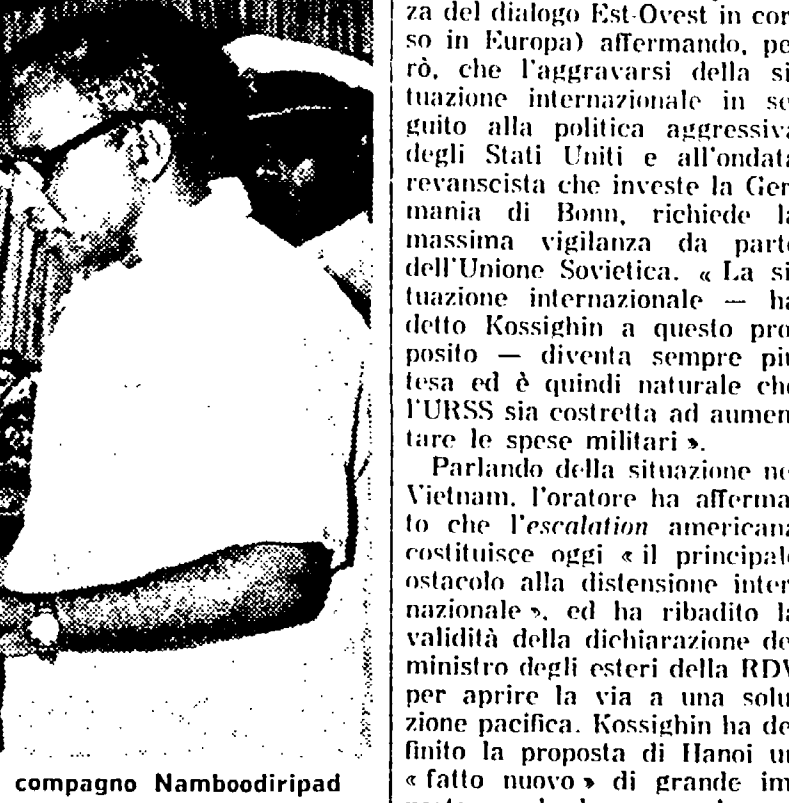 za del dialogo Est-Ovest in cor
so in Europa) affermando, pe
rò, che l'aggravarsi della si
tuazione internazionale in se
guito alla politica aggressiva
degli Stati Uniti e all'ondata
revanscista che investe la Ger
mania di Bonn, richiede la
massima vigilanza da parte
dell'Unione Sovietica. « La si
tuazione internazionale — ha
detto Kossighin a questo pro
posito — diventa sempre più
tesa ed è quindi naturale che
l'URSS sia costretta ad aumen
tare le spese militari ».
Parlando della situazione ne
Vietnam, l'oratore ha afferma
to che l'escalation americana
costituisce oggi « il principale
ostacolo alla distensione inter
nazionale », ed ha ribadito la
validità della dichiarazione de
ministro degli esteri della RDV
per aprire la via a una solu
zione pacifica. Kossighin ha de
finito la proposta di Hanoi un
« fatto nuovo » di grande im
compagno Namboodiripad